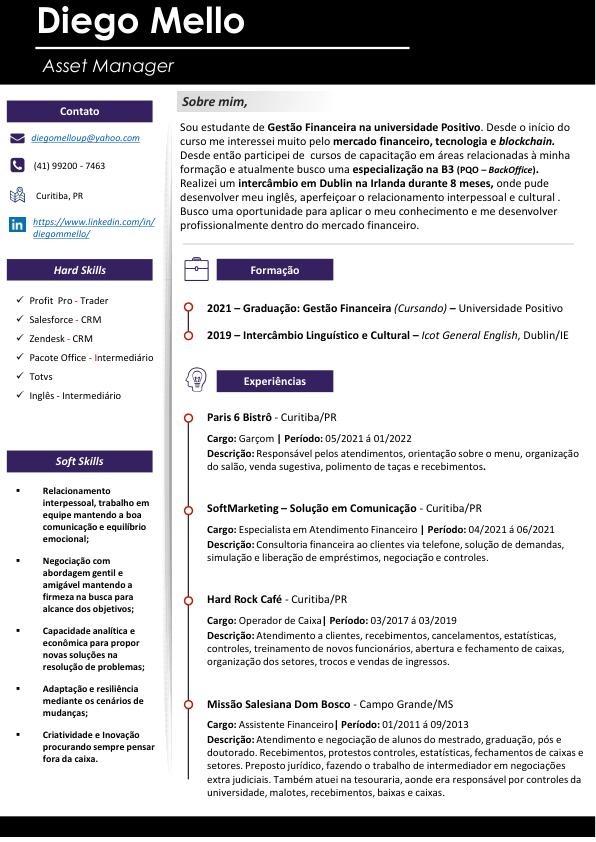 Diego Mello
Asset Manager
Contato
diegomelloup@yahoo.com
(41) 99200 - 7463
Curitiba, PR
https://www.linkedin.com/in/
diegommello/
Hard Skills
✓ Profit Pro - Trader
✓ Salesforce - CRM
✓ Zendesk - CRM
✓ Pacote Office - Intermediário
✓ Totvs
✓ Inglês - Intermediário
Soft Skills
▪ Relacionamento
interpessoal, trabalho em
equipe mantendo a boa
comunicação e equilíbrio
emocional;
▪ Negociação com
abordagem gentil e
amigável mantendo a
firmeza na busca para
alcance dos objetivos;
▪ Capacidade analítica e
econômica para propor
novas soluções na
resolução de problemas;
▪ Adaptação e resiliência
mediante os cenários de
mudanças;
▪ Criatividade e Inovação
procurando sempre pensar
fora da caixa.
Sobre mim,
Sou estudante de Gestão Financeira na universidade Positivo. Desde o início do
curso me interessei muito pelo mercado financeiro, tecnologia e blockchain.
Desde então participei de cursos de capacitação em áreas relacionadas à minha
formação e atualmente busco uma especialização na B3 (PQO – BackOffice).
Realizei um intercâmbio em Dublin na Irlanda durante 8 meses, onde pude
desenvolver meu inglês, aperfeiçoar o relacionamento interpessoal e cultural .
Busco uma oportunidade para aplicar o meu conhecimento e me desenvolver
profissionalmente dentro do mercado financeiro.
Formação
2021 – Graduação: Gestão Financeira (Cursando) – Universidade Positivo
2019 – Intercâmbio Linguístico e Cultural – Icot General English, Dublin/IE
Experiências
Paris 6 Bistrô - Curitiba/PR
Cargo: Garçom | Período: 05/2021 á 01/2022
Descrição: Responsável pelos atendimentos, orientação sobre o menu, organização
do salão, venda sugestiva, polimento de taças e recebimentos.
SoftMarketing – Solução em Comunicação - Curitiba/PR
Cargo: Especialista em Atendimento Financeiro | Período: 04/2021 á 06/2021
Descrição: Consultoria financeira ao clientes via telefone, solução de demandas,
simulação e liberação de empréstimos, negociação e controles.
Hard Rock Café - Curitiba/PR
Cargo: Operador de Caixa| Período: 03/2017 á 03/2019
Descrição: Atendimento a clientes, recebimentos, cancelamentos, estatísticas,
controles, treinamento de novos funcionários, abertura e fechamento de caixas,
organização dos setores, trocos e vendas de ingressos.
Missão Salesiana Dom Bosco - Campo Grande/MS
Cargo: Assistente Financeiro| Período: 01/2011 á 09/2013
Descrição: Atendimento e negociação de alunos do mestrado, graduação, pós e
doutorado. Recebimentos, protestos controles, estatísticas, fechamentos de caixas e
setores. Preposto jurídico, fazendo o trabalho de intermediador em negociações
extra judiciais. Também atuei na tesouraria, aonde era responsável por controles da
universidade, malotes, recebimentos, baixas e caixas.